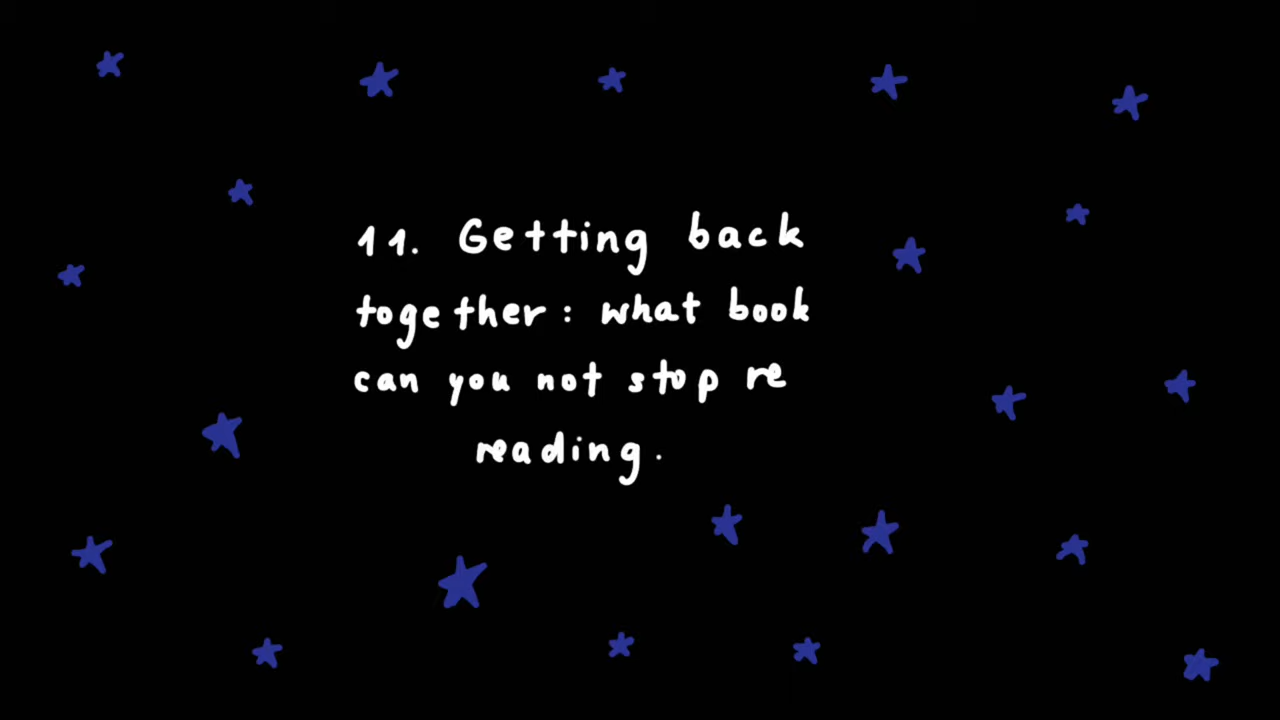 11. Getting back
together: what book
can you not stop re
reading.